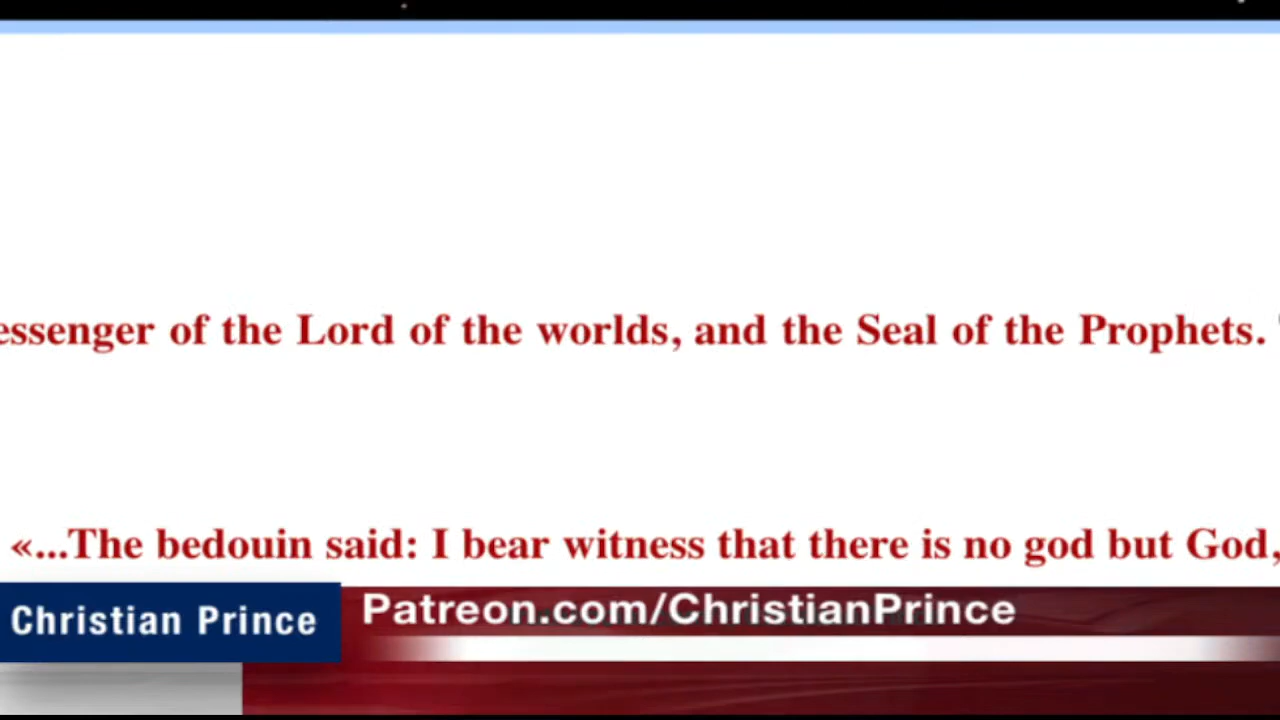 essenger of the Lord of the worlds, and the Seal of the Prophets.
«...The bedouin said: I bear witness that there is no god but God,
Christian Prince
Patreon.com/ChristianPrince